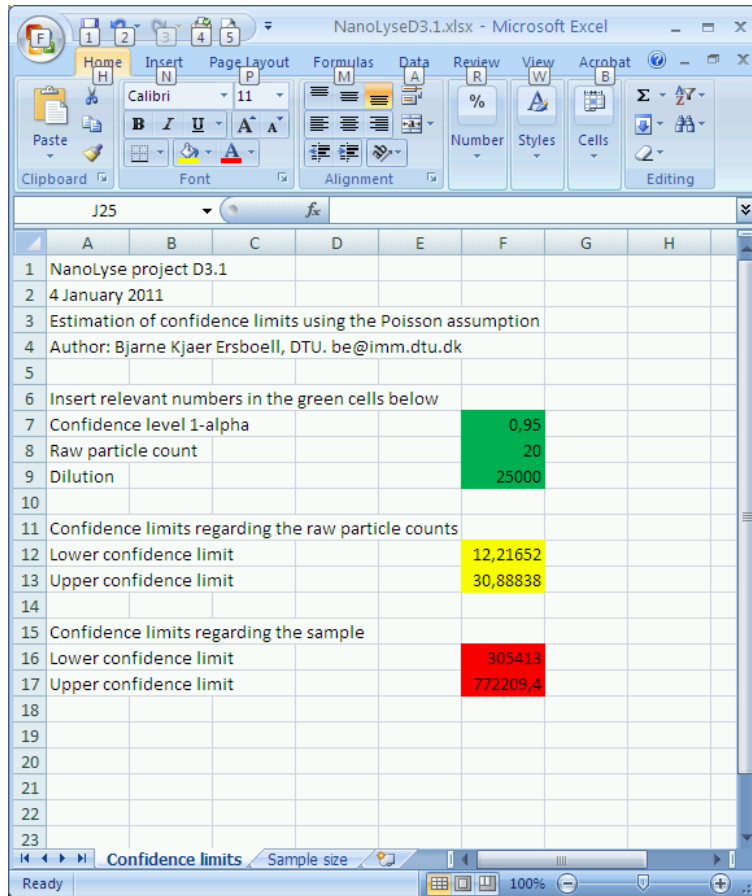 NanoLyseD3.1.xlsx - Microsoft Excel
F 1 2 3 4 5
Home Insert Page Layout Formulas Data Review View Acrobat
H N P M A R W B
Paste
Calibri 11
B I U A A
% Number
Styles
Cells
Σ
Clipboard Font Alignment Editing
J25 fx
A B C D E F G H
1 NanoLyse project D3.1
2 4 January 2011
3 Estimation of confidence limits using the Poisson assumption
4 Author: Bjarne Kjaer Ersboell, DTU. be@imm.dtu.dk
5
6 Insert relevant numbers in the green cells below
7 Confidence level 1-alpha 0,95
8 Raw particle count 20
9 Dilution 25000
10
11 Confidence limits regarding the raw particle counts
12 Lower confidence limit 12,21652
13 Upper confidence limit 30,88838
14
15 Confidence limits regarding the sample
16 Lower confidence limit 305413
17 Upper confidence limit 772209,4
18
19
20
21
22
23
Confidence limits Sample size
Ready 100%